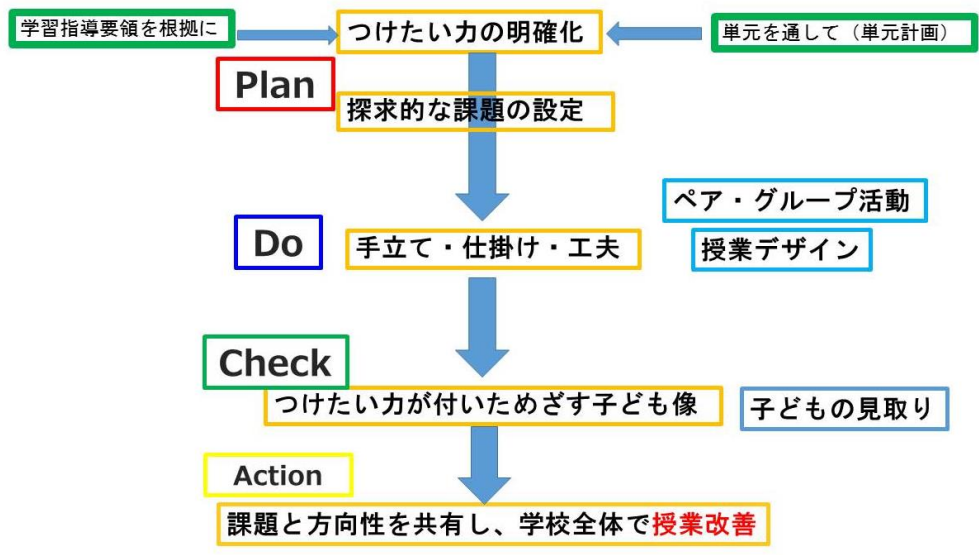 学習指導要領を根拠に
つけたい力の明確化
単元を通して（単元計画）
Plan
探求的な課題の設定
ペア・グループ活動
Do
手立て・仕掛け・工夫
授業デザイン
Check
つけたい力が付いためざす子ども像
子どもの見取り
Action
課題と方向性を共有し、学校全体で授業改善